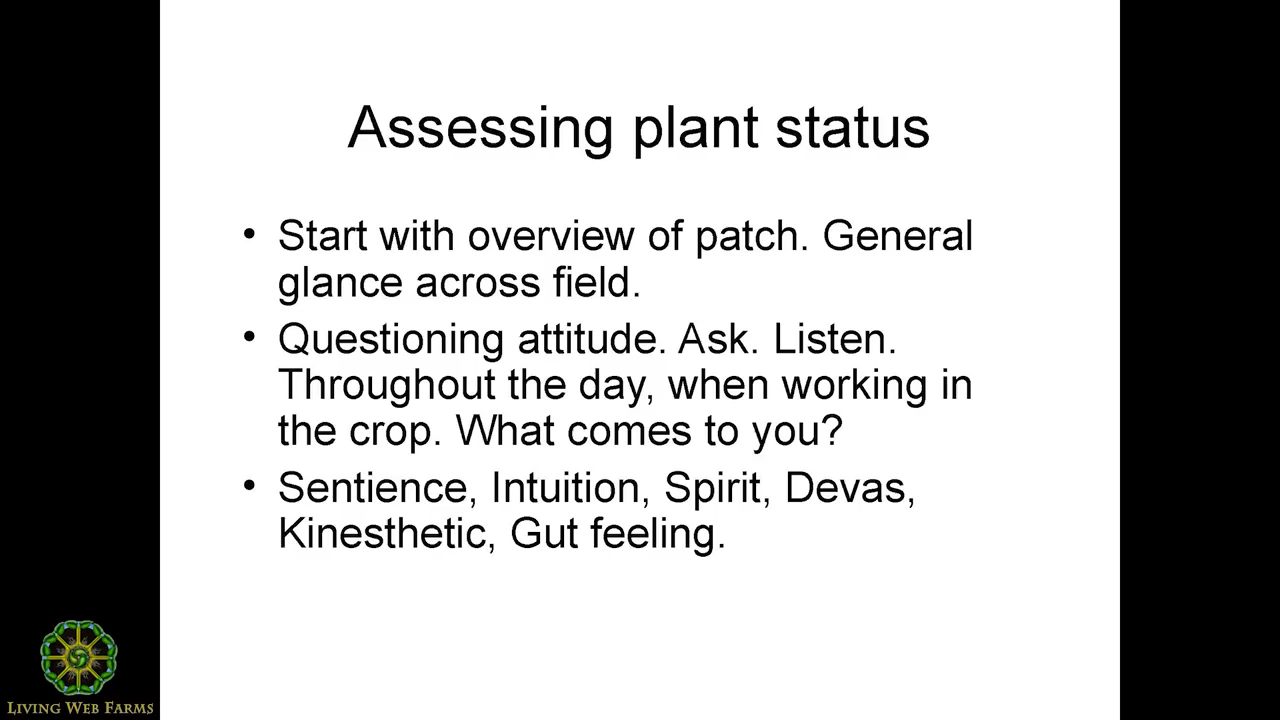 Assessing plant status
• Start with overview of patch. General
glance across field.
• Questioning attitude. Ask. Listen.
Throughout the day, when working in
the crop. What comes to you?
• Sentience, Intuition, Spirit, Devas,
Kinesthetic, Gut feeling.
LIVING WEB FARMS